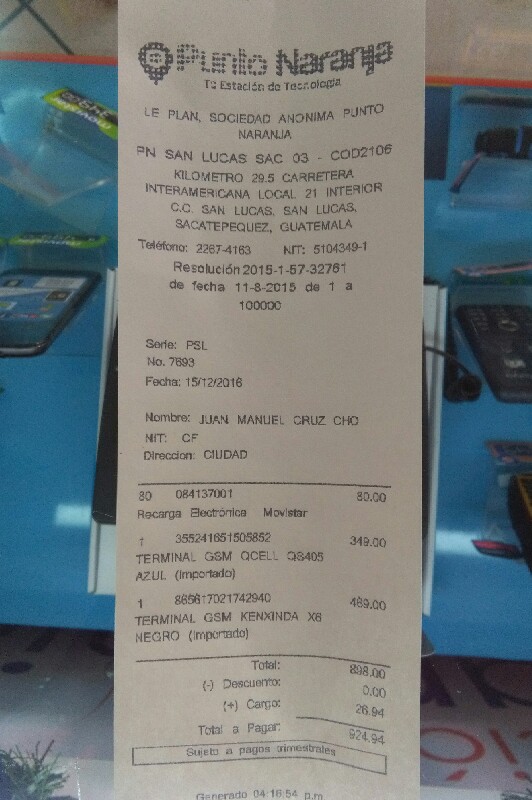 Punto Naranja
Tu Estación de Tecnología
LE PLAN, SOCIEDAD ANONIMA PUNTO
NARANJA
PN SAN LUCAS SAC 03 - COD2106
KILOMETRO 29.5 CARRETERA
INTERAMERICANA LOCAL 21 INTERIOR
C.C. SAN LUCAS, SAN LUCAS,
SACATEPEQUEZ, GUATEMALA
Teléfono: 2267-4163 NIT: 5104349-1
Resolución 2015-1-57-32761
de fecha 11-8-2015 de 1 a
100000
Serie: PSL
No. 7693
Fecha: 15/12/2016
Nombre: JUAN MANUEL CRUZ CHO
NIT: CF
Direccion: CIUDAD
80 084137001 80.00
Recarga Electrónica Movistar
1 355241651505852 349.00
TERMINAL GSM QCELL QS405
AZUL (Importado)
1 865617021742940 469.00
TERMINAL GSM KENXINDA X6
NEGRO (Importado)
Total: 898.00
(-) Descuento: 0.00
(+) Cargo: 26.94
Total a Pagar: 924.94
Sujeto a pagos trimestrales
Generado 04:16:54 p.m.